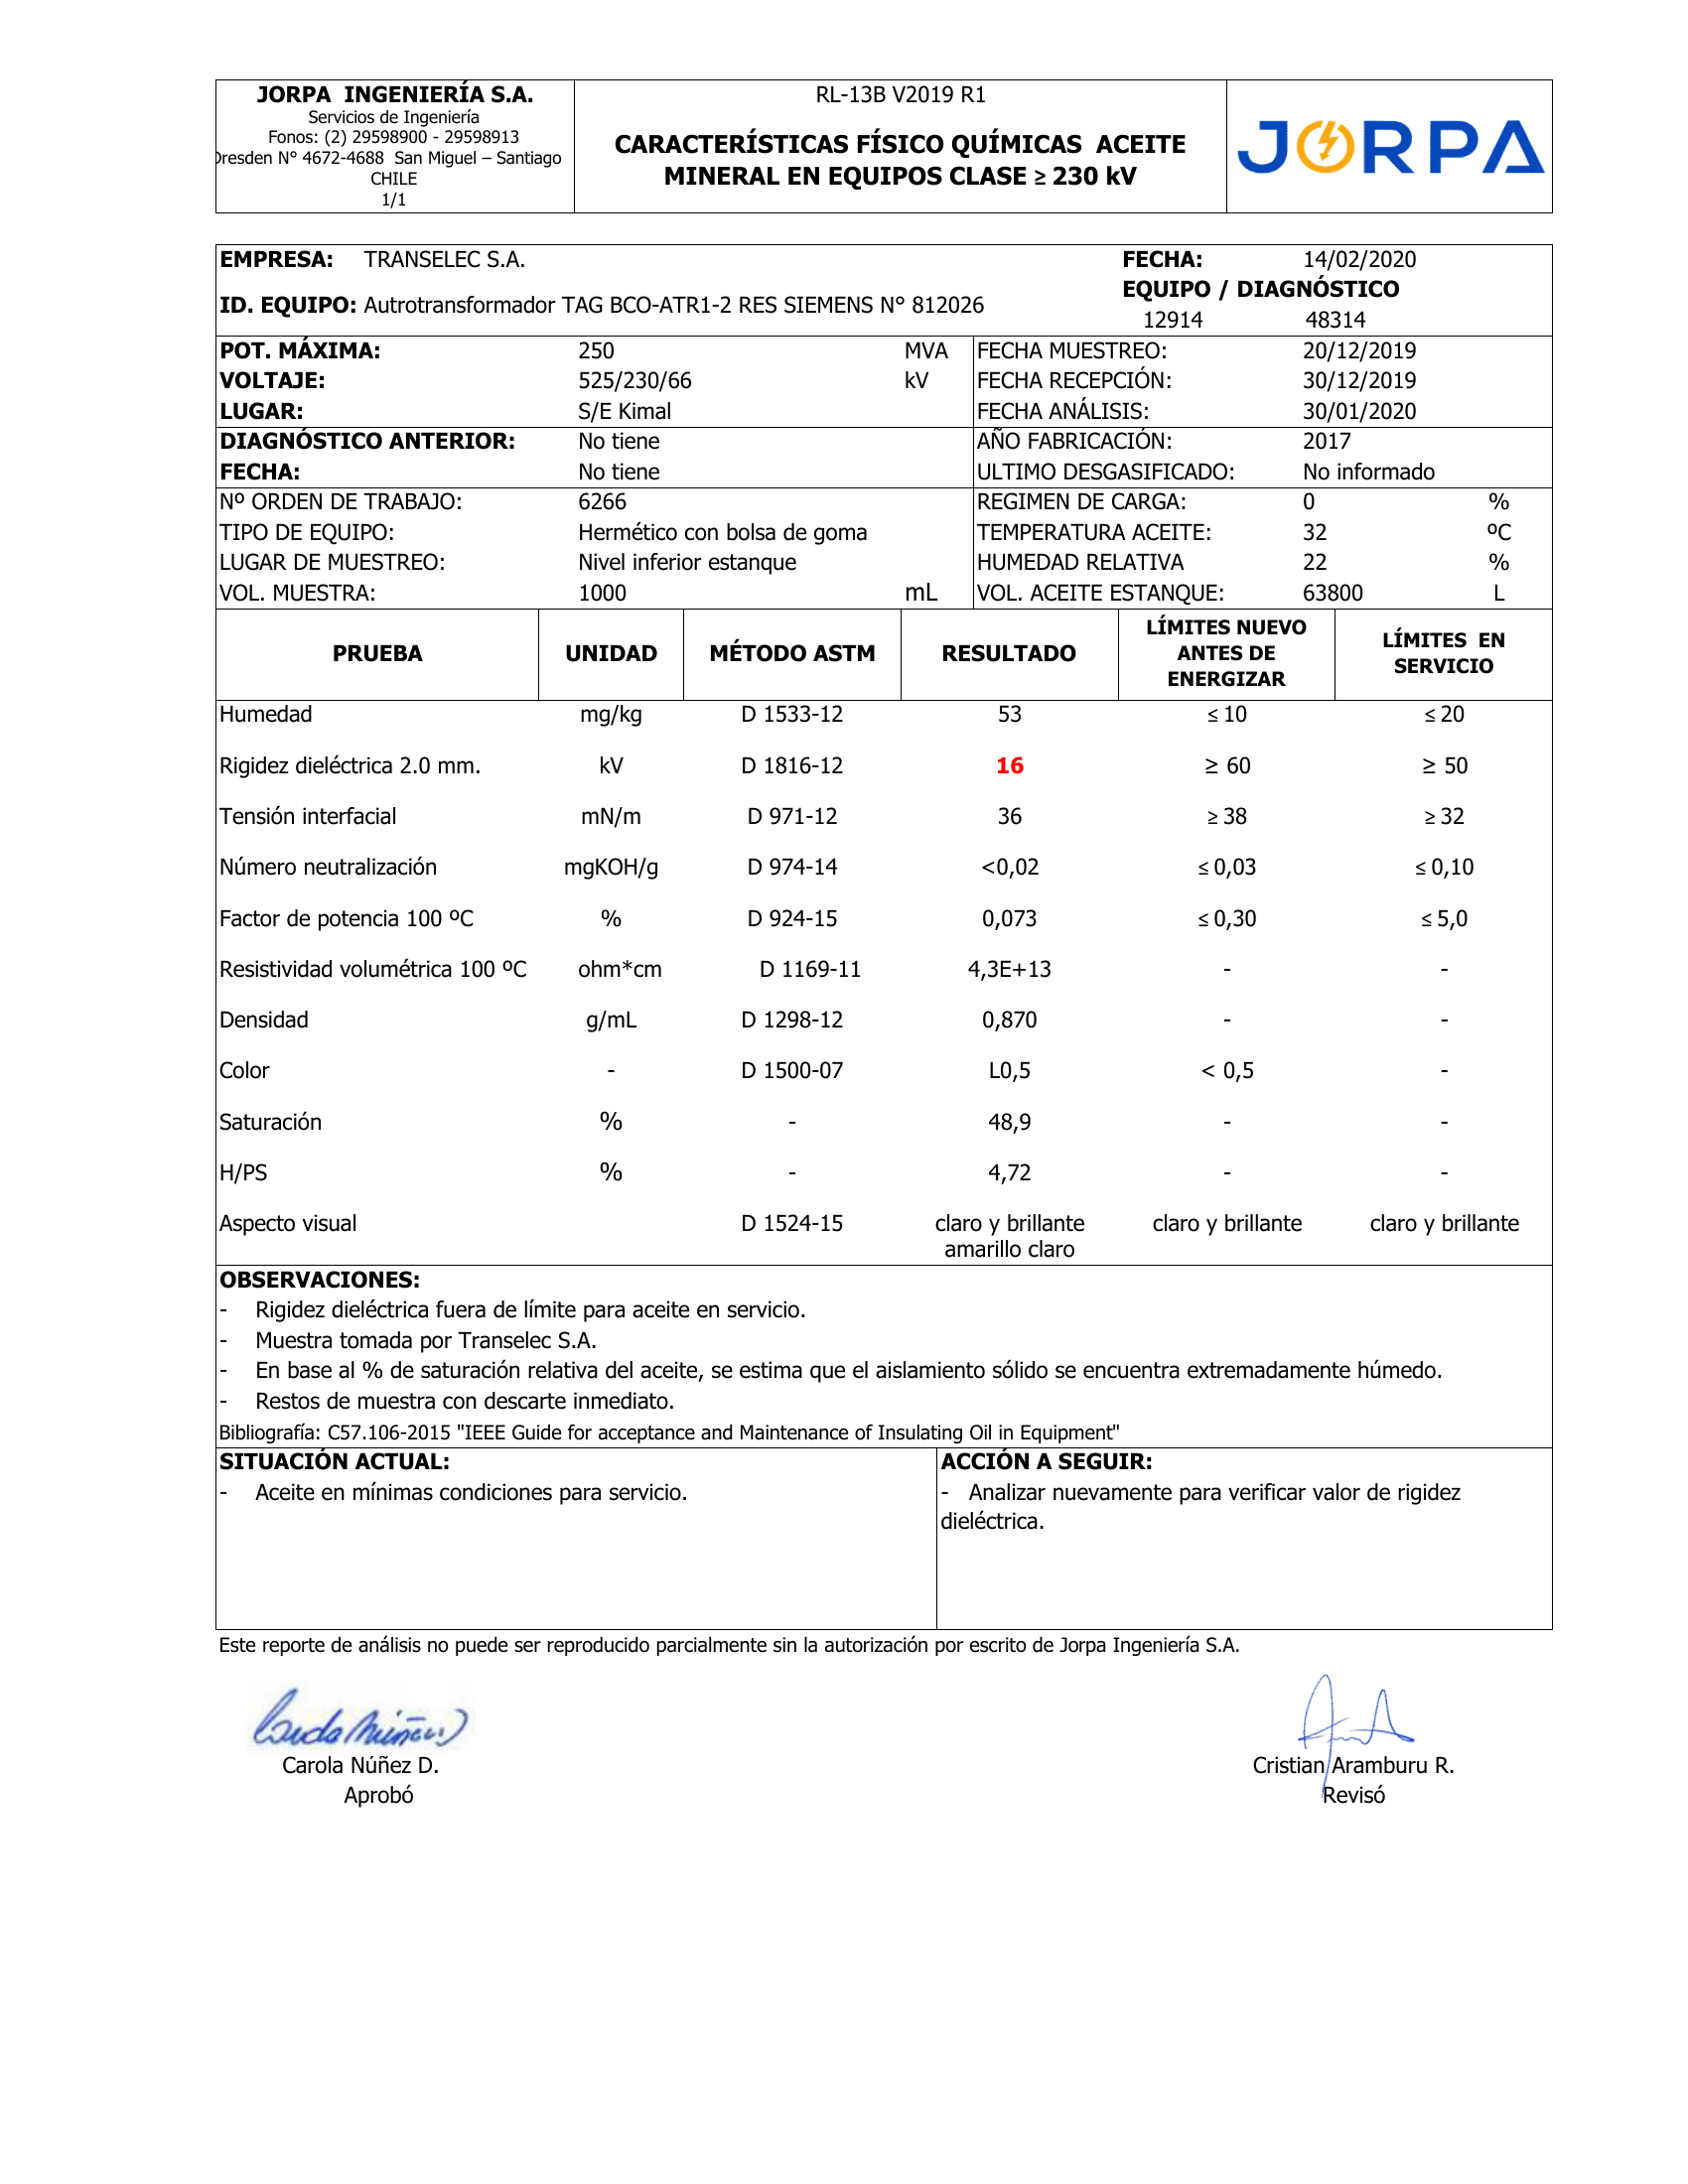 JORPA INGENIERÍA S.A.
Servicios de Ingeniería
Fonos: (2) 29598900 - 29598913
Dresden N° 4672-4688 San Miguel – Santiago
CHILE
1/1
RL-13B V2019 R1
CARACTERÍSTICAS FÍSICO QUÍMICAS ACEITE
MINERAL EN EQUIPOS CLASE ≥ 230 kV
JORPA
EMPRESA: TRANSELEC S.A. FECHA: 14/02/2020
EQUIPO / DIAGNÓSTICO
ID. EQUIPO: Autrotransformador TAG BCO-ATR1-2 RES SIEMENS N° 812026
12914 48314
POT. MÁXIMA: 250 MVA FECHA MUESTREO: 20/12/2019
VOLTAJE: 525/230/66 kV FECHA RECEPCIÓN: 30/12/2019
LUGAR: S/E Kimal FECHA ANÁLISIS: 30/01/2020
DIAGNÓSTICO ANTERIOR: No tiene AÑO FABRICACIÓN: 2017
FECHA: No tiene ULTIMO DESGASIFICADO: No informado
Nº ORDEN DE TRABAJO: 6266 REGIMEN DE CARGA: 0 %
TIPO DE EQUIPO: Hermético con bolsa de goma TEMPERATURA ACEITE: 32 ºC
LUGAR DE MUESTREO: Nivel inferior estanque HUMEDAD RELATIVA 22 %
VOL. MUESTRA: 1000 mL VOL. ACEITE ESTANQUE: 63800 L
PRUEBA UNIDAD MÉTODO ASTM RESULTADO LÍMITES NUEVO ANTES DE ENERGIZAR LÍMITES EN SERVICIO
Humedad mg/kg D 1533-12 53 ≤ 10 ≤ 20
Rigidez dieléctrica 2.0 mm. kV D 1816-12 16 ≥ 60 ≥ 50
Tensión interfacial mN/m D 971-12 36 ≥ 38 ≥ 32
Número neutralización mgKOH/g D 974-14 <0,02 ≤ 0,03 ≤ 0,10
Factor de potencia 100 ºC % D 924-15 0,073 ≤ 0,30 ≤ 5,0
Resistividad volumétrica 100 ºC ohm*cm D 1169-11 4,3E+13 - -
Densidad g/mL D 1298-12 0,870 - -
Color - D 1500-07 L0,5 < 0,5 -
Saturación % - 48,9 - -
H/PS % - 4,72 - -
Aspecto visual D 1524-15 claro y brillante claro y brillante claro y brillante
amarillo claro
OBSERVACIONES:
- Rigidez dieléctrica fuera de límite para aceite en servicio.
- Muestra tomada por Transelec S.A.
- En base al % de saturación relativa del aceite, se estima que el aislamiento sólido se encuentra extremadamente húmedo.
- Restos de muestra con descarte inmediato.
Bibliografía: C57.106-2015 "IEEE Guide for acceptance and Maintenance of Insulating Oil in Equipment"
SITUACIÓN ACTUAL:
- Aceite en mínimas condiciones para servicio.
ACCIÓN A SEGUIR:
- Analizar nuevamente para verificar valor de rigidez
dieléctrica.
Este reporte de análisis no puede ser reproducido parcialmente sin la autorización por escrito de Jorpa Ingeniería S.A.
Carola Núñez D.
Aprobó
Cristian Aramburu R.
Revisó